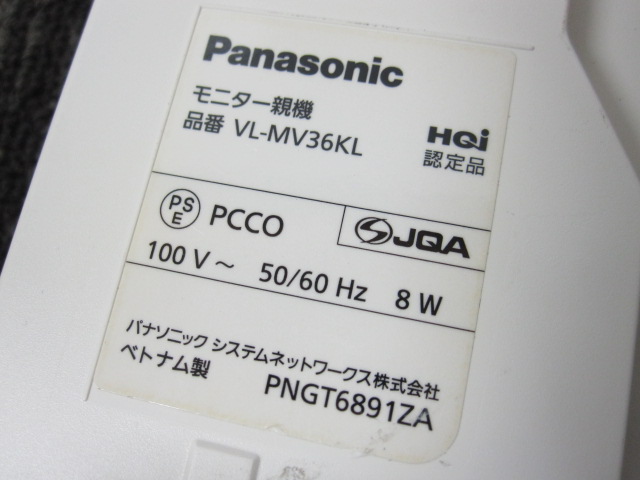 Panasonic
モニター親機
品番 VL-MV36KL
HQi
認定品
PS E PCCO JQA
100 V～ 50/60 Hz 8 W
パナソニック システムネットワークス株式会社
ベトナム製 PNGT6891ZA